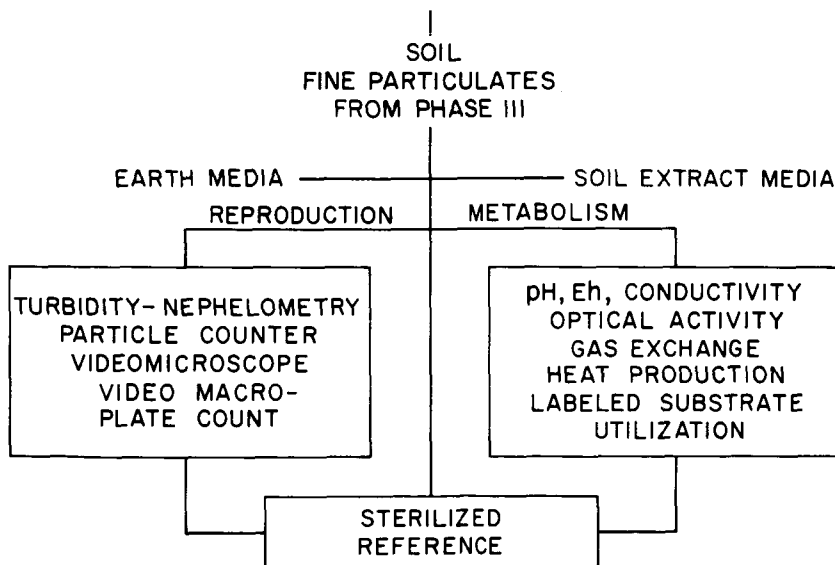 SOIL
FINE PARTICULATES
FROM PHASE III
EARTH MEDIA
SOIL EXTRACT MEDIA
REPRODUCTION
METABOLISM
TURBIDITY-NEPHELOMETRY
PARTICLE COUNTER
VIDEOMICROSCOPE
VIDEO MACRO-
PLATE COUNT
pH, Eh, CONDUCTIVITY
OPTICAL ACTIVITY
GAS EXCHANGE
HEAT PRODUCTION
LABELED SUBSTRATE
UTILIZATION
STERILIZED
REFERENCE